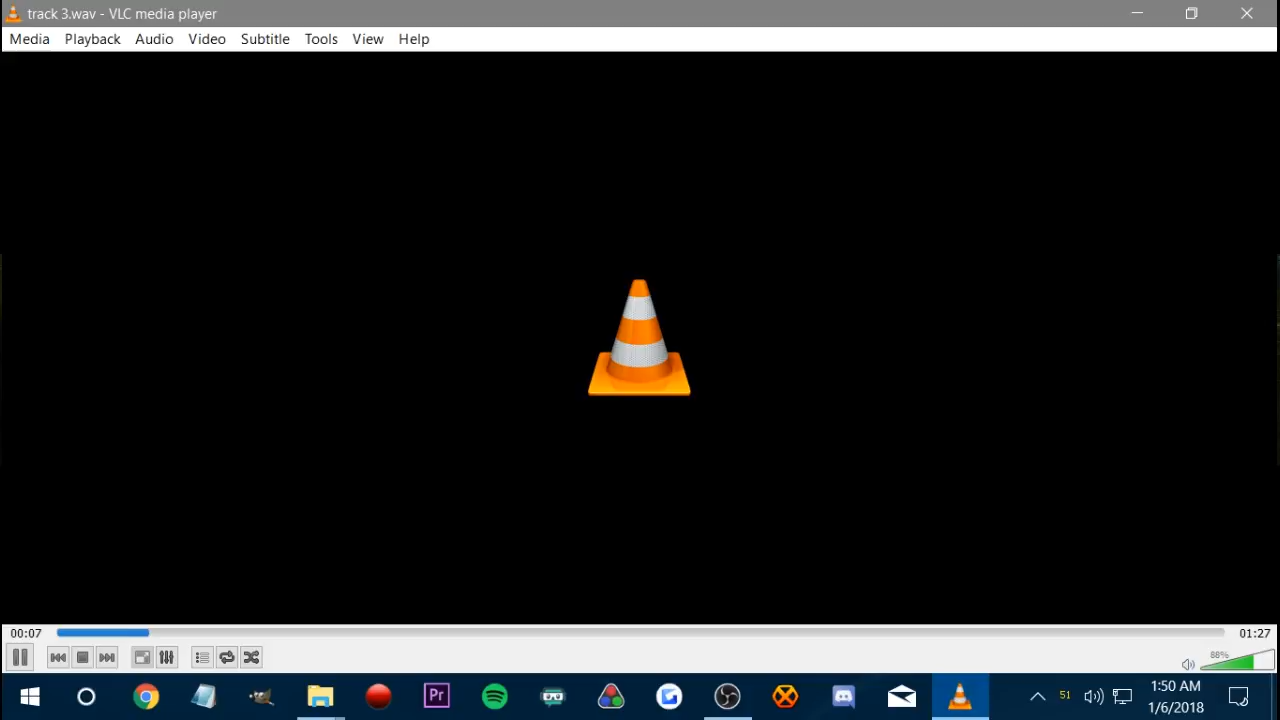 track 3.wav - VLC media player
Media Playback Audio Video Subtitle Tools View Help
00:07 01:27
88%
Pr
51
1:50 AM
1/6/2018